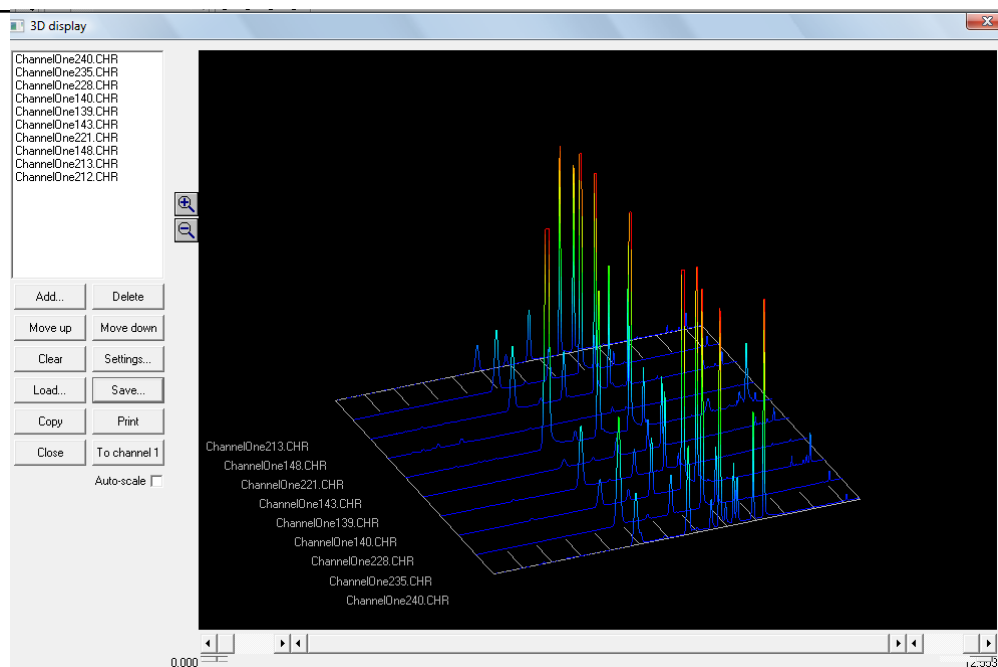 3D display
ChannelOne240.CHR
ChannelOne235.CHR
ChannelOne228.CHR
ChannelOne140.CHR
ChannelOne139.CHR
ChannelOne143.CHR
ChannelOne221.CHR
ChannelOne148.CHR
ChannelOne213.CHR
ChannelOne212.CHR
Add... Delete
Move up Move down
Clear Settings...
Load... Save...
Copy Print
Close To channel 1
Auto-scale
ChannelOne213.CHR
ChannelOne148.CHR
ChannelOne221.CHR
ChannelOne143.CHR
ChannelOne139.CHR
ChannelOne140.CHR
ChannelOne228.CHR
ChannelOne235.CHR
ChannelOne240.CHR
0.000